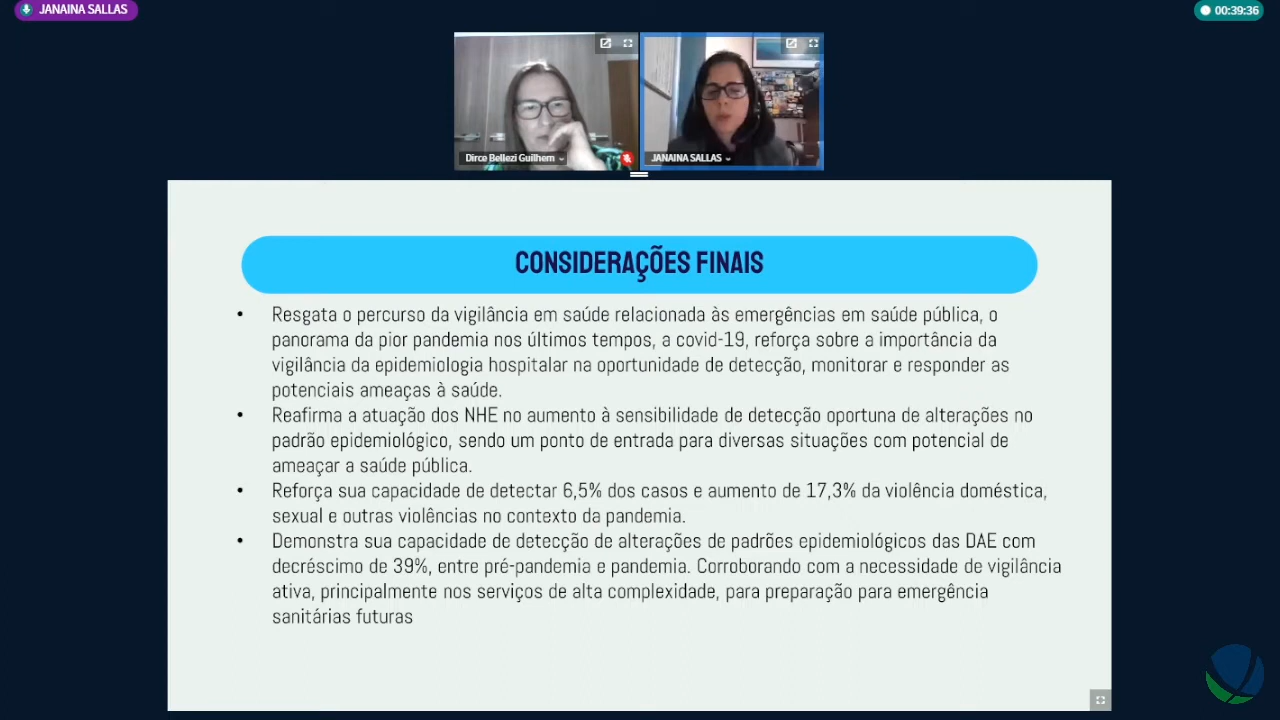 JANAINA SALLAS
00:39:36
Dirce Bellezi Guilhem
JANAINA SALLAS
CONSIDERAÇÕES FINAIS
• Resgata o percurso da vigilância em saúde relacionada às emergências em saúde pública, o
panorama da pior pandemia nos últimos tempos, a covid-19, reforça sobre a importância da
vigilância da epidemiologia hospitalar na oportunidade de detecção, monitorar e responder as
potenciais ameaças à saúde.
• Reafirma a atuação dos NHE no aumento à sensibilidade de detecção oportuna de alterações no
padrão epidemiológico, sendo um ponto de entrada para diversas situações com potencial de
ameaçar a saúde pública.
• Reforça sua capacidade de detectar 6,5% dos casos e aumento de 17,3% da violência doméstica,
sexual e outras violências no contexto da pandemia.
• Demonstra sua capacidade de detecção de alterações de padrões epidemiológicos das DAE com
decréscimo de 39%, entre pré-pandemia e pandemia. Corroborando com a necessidade de vigilância
ativa, principalmente nos serviços de alta complexidade, para preparação para emergência
sanitárias futuras